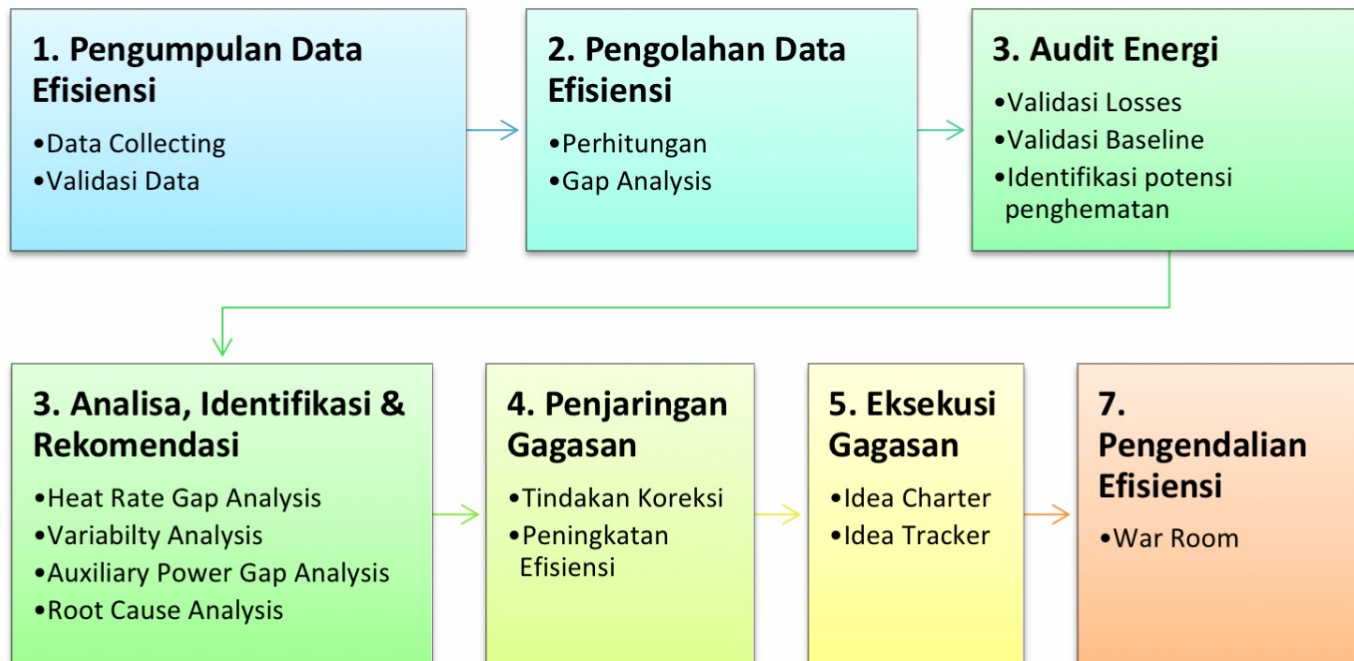 1. Pengumpulan Data
Efisiensi
•Data Collecting
•Validasi Data
2. Pengolahan Data
Efisiensi
•Perhitungan
•Gap Analysis
3. Audit Energi
•Validasi Losses
•Validasi Baseline
•Identifikasi potensi
penghematan
3. Analisa, Identifikasi &
Rekomendasi
•Heat Rate Gap Analysis
•Variabilty Analysis
•Auxiliary Power Gap Analysis
•Root Cause Analysis
4. Penjaringan
Gagasan
•Tindakan Koreksi
•Peningkatan
Efisiensi
5. Eksekusi
Gagasan
•Idea Charter
•Idea Tracker
7.
Pengendalian
Efisiensi
•War Room